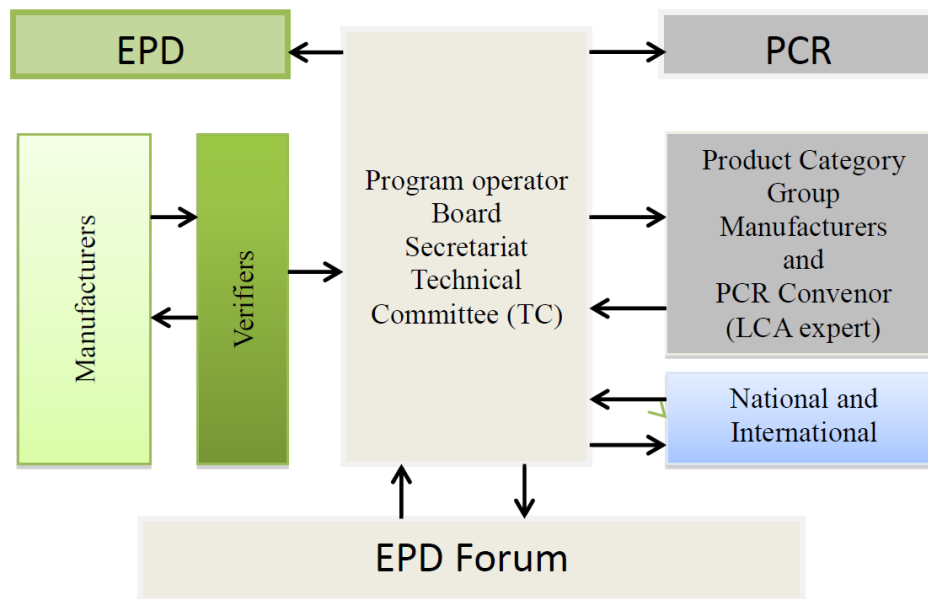 EPD
PCR
Manufacturers
Verifiers
Program operator
Board
Secretariat
Technical
Committee (TC)
Product Category
Group
Manufacturers
and
PCR Convenor
(LCA expert)
National and
International
EPD Forum